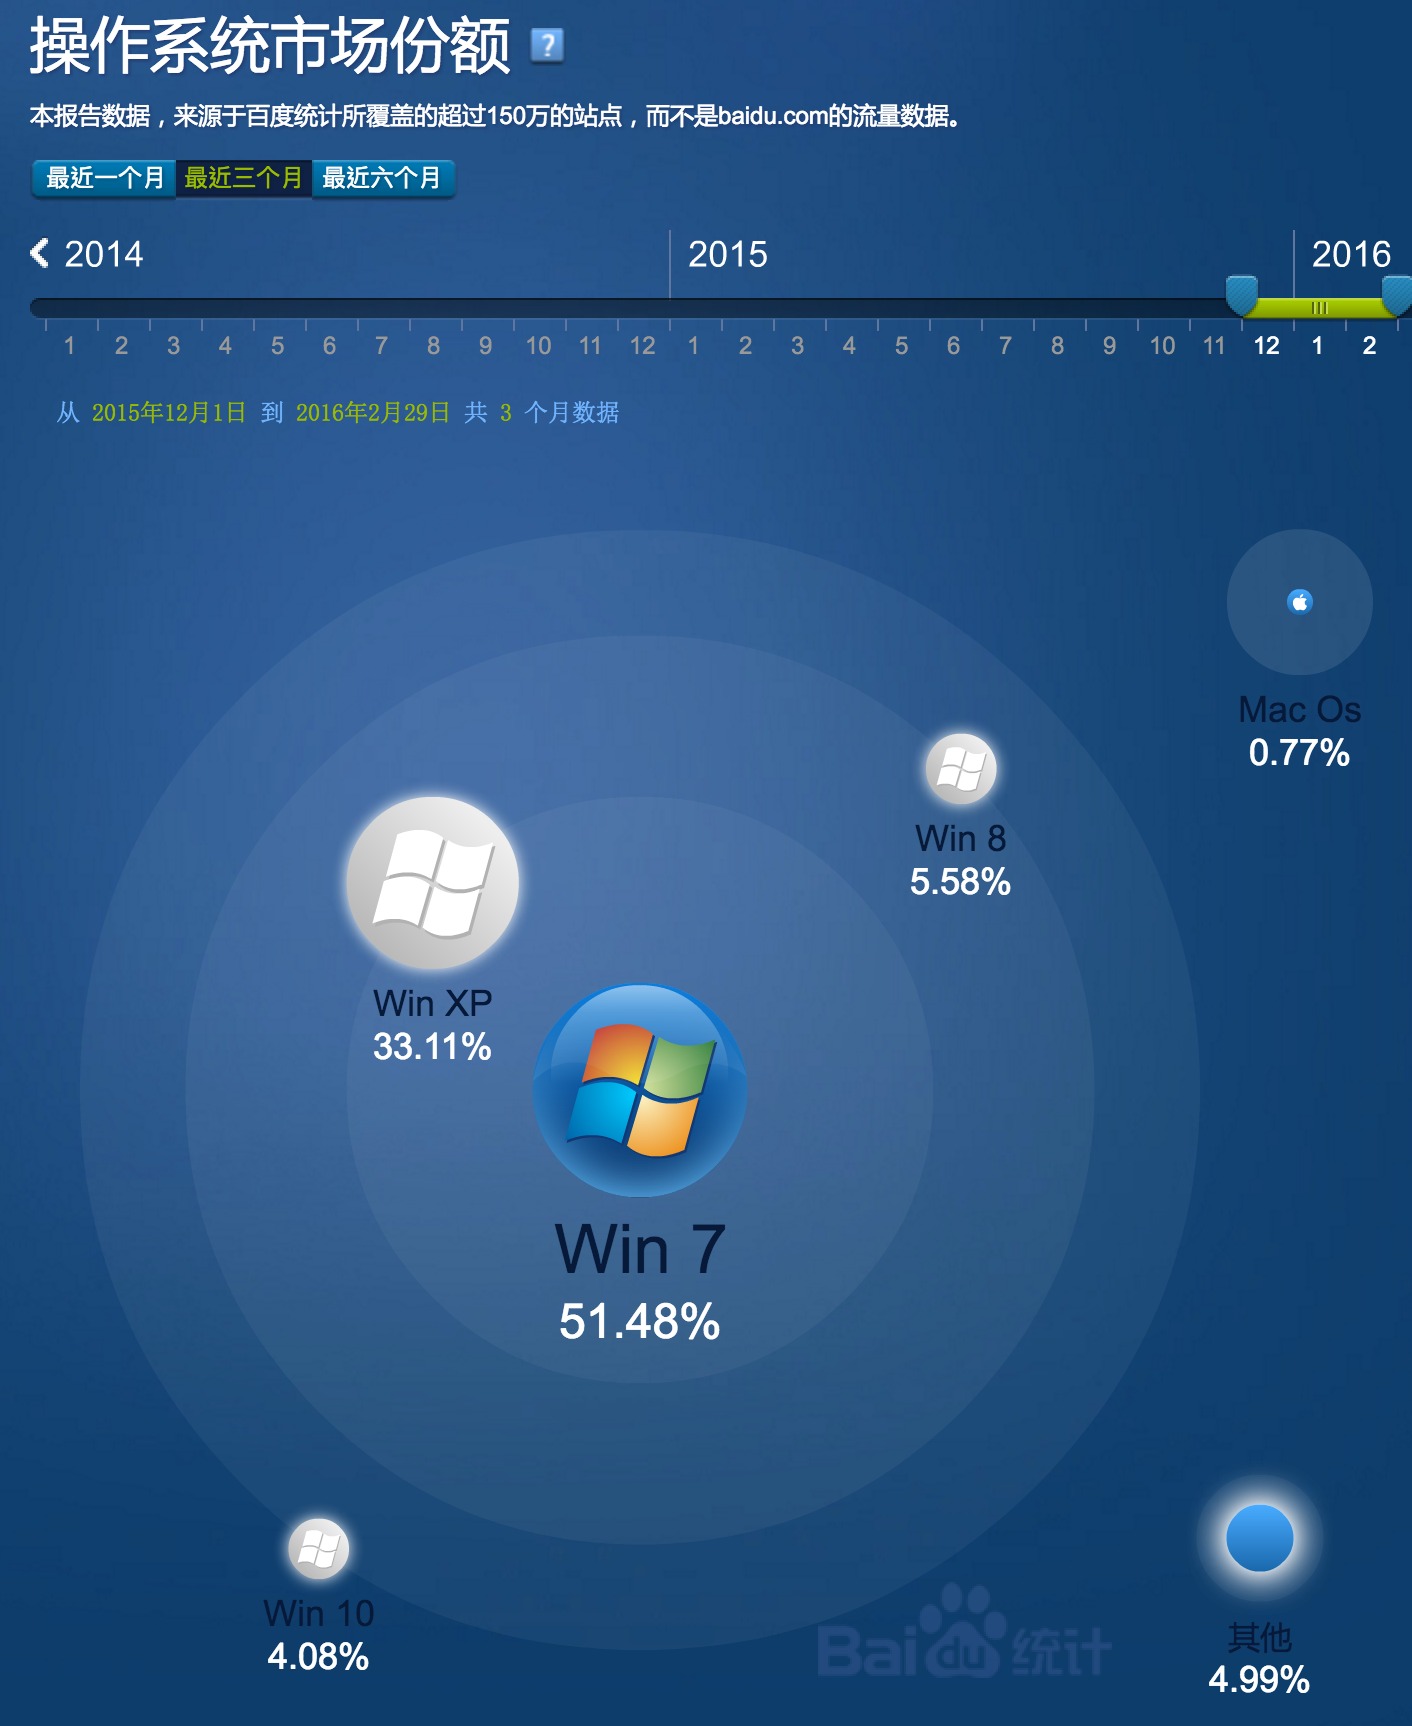 操作系统市场份额 ?
本报告数据，来源于百度统计所覆盖的超过150万的站点，而不是baidu.com的流量数据。
最近一个月 最近三个月 最近六个月
2014 2015 2016
1 2 3 4 5 6 7 8 9 10 11 12 1 2 3 4 5 6 7 8 9 10 11 12 1 2
从 2015年12月1日 到 2016年2月29日 共 3 个月数据
Mac Os
0.77%
Win 8
5.58%
Win XP
33.11%
Win 7
51.48%
Win 10
4.08%
Baidu统计
其他
4.99%